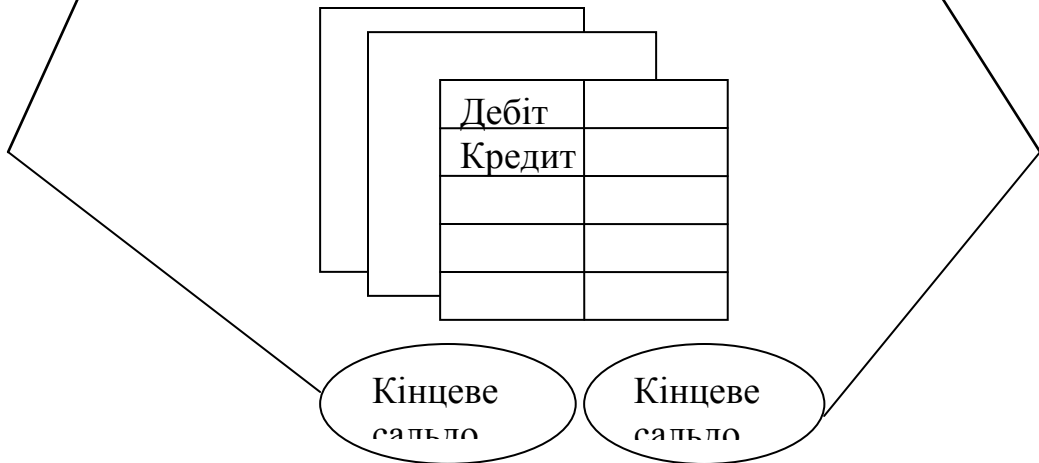 Дебіт
Кредит
Кінцеве
сальдо
Кінцеве
сальдо